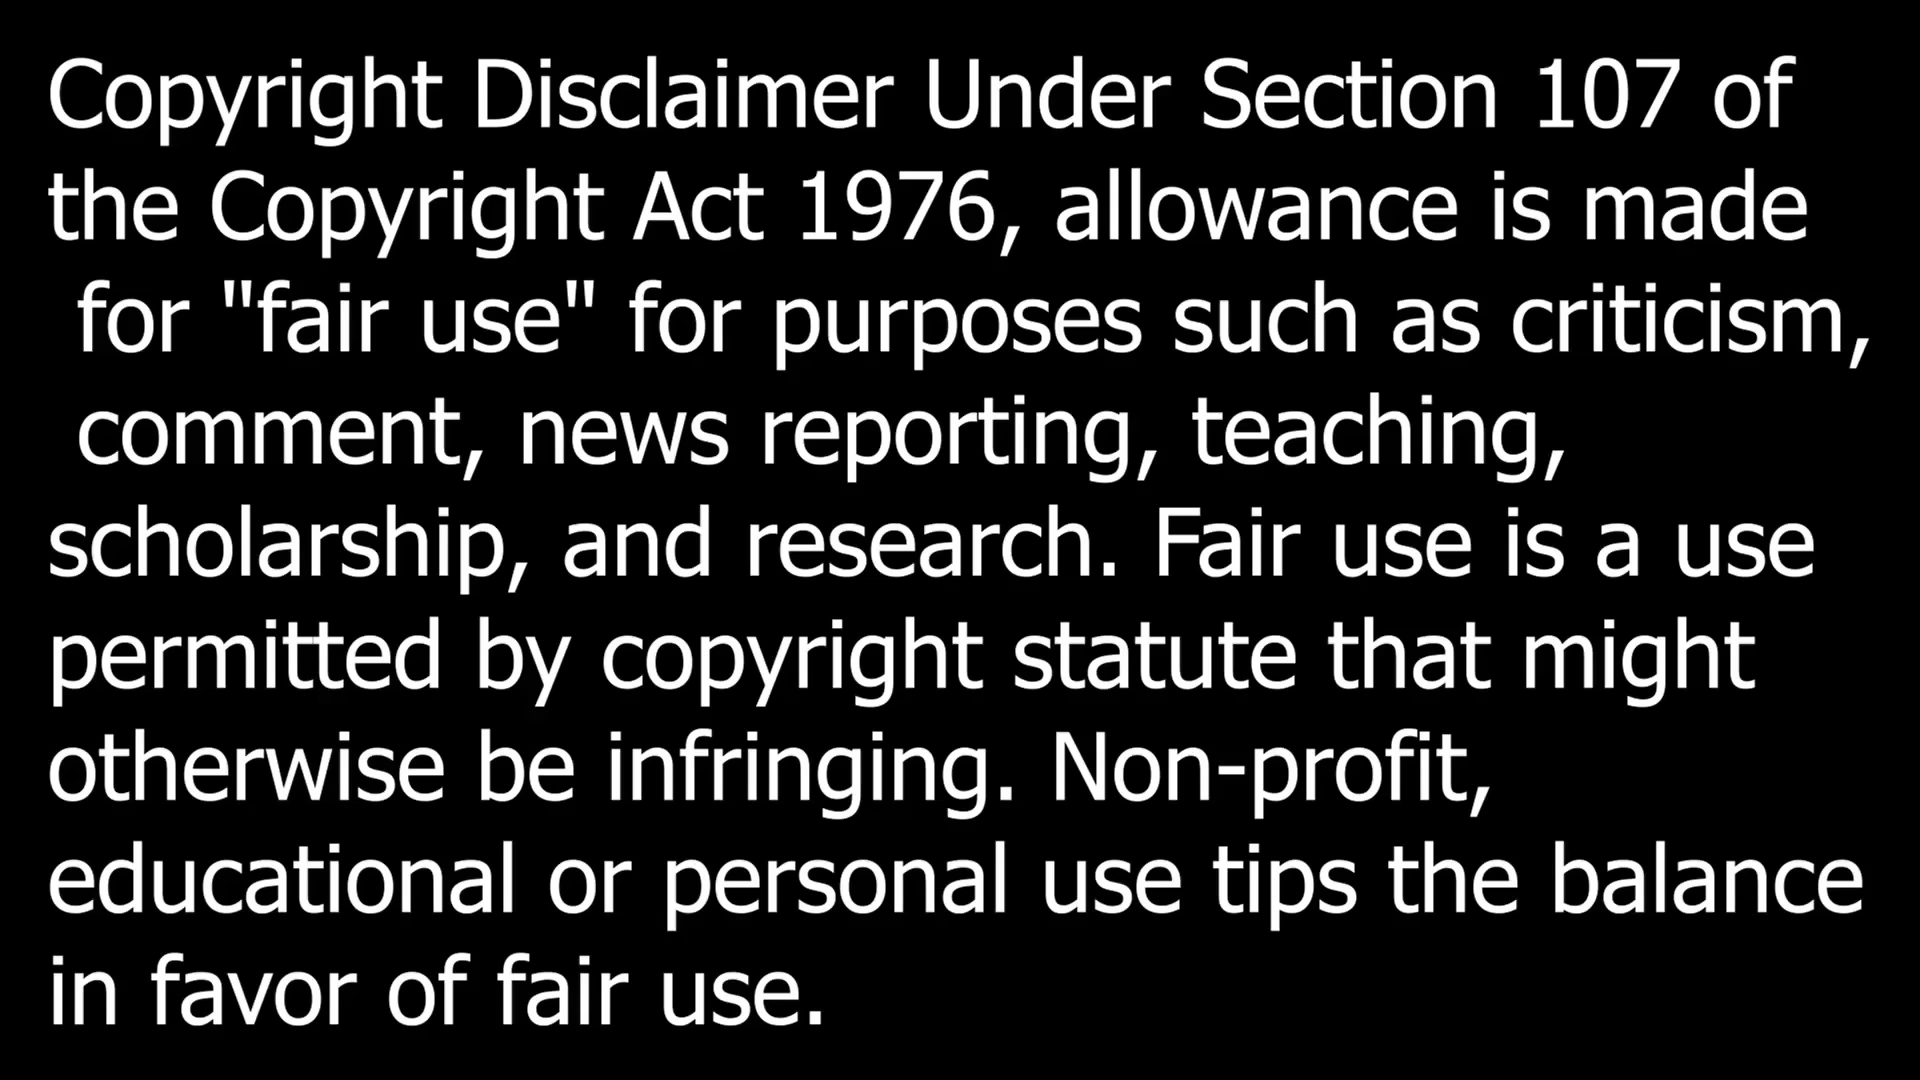 Copyright Disclaimer Under Section 107 of
the Copyright Act 1976, allowance is made
for "fair use" for purposes such as criticism,
comment, news reporting, teaching,
scholarship, and research. Fair use is a use
permitted by copyright statute that might
otherwise be infringing. Non-profit,
educational or personal use tips the balance
in favor of fair use.